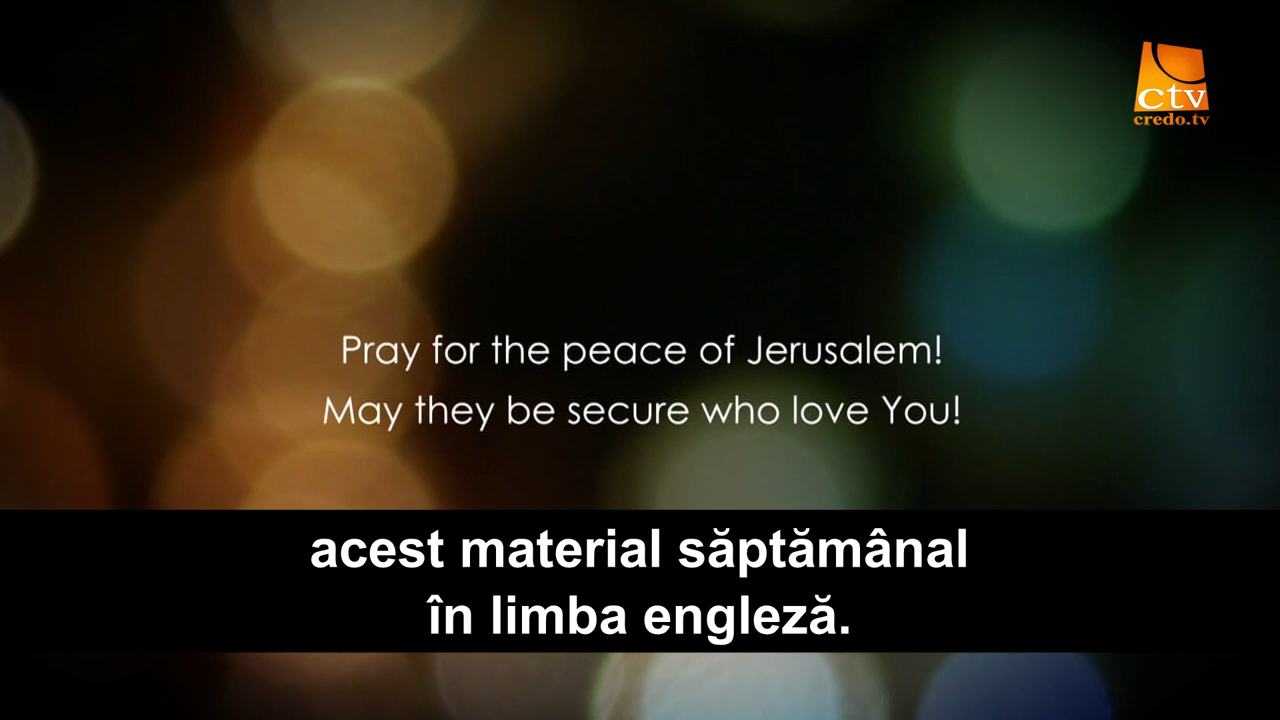 ctv
credo.tv
Pray for the peace of Jerusalem!
May they be secure who love You!
acest material săptămânal
în limba engleză.